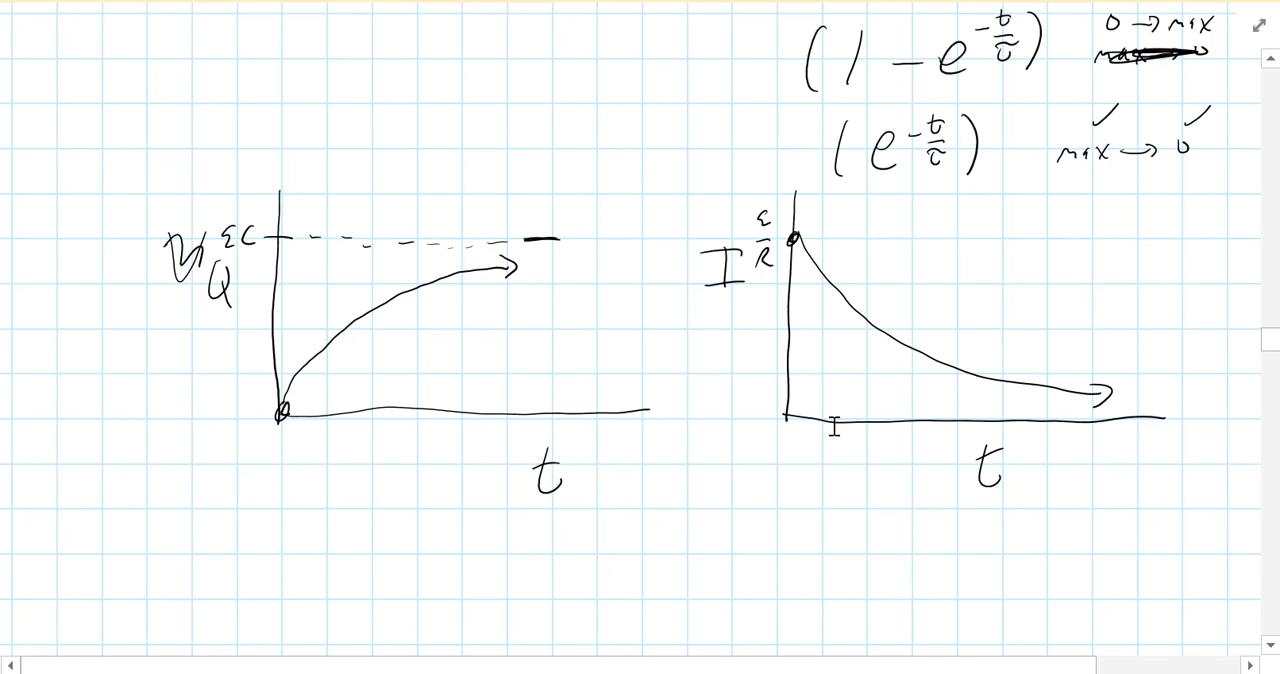 (1 - e^{-t/τ}) 0 → max
(e^{-t/τ}) max → 0
εC
Q
ε/R
I
t
t